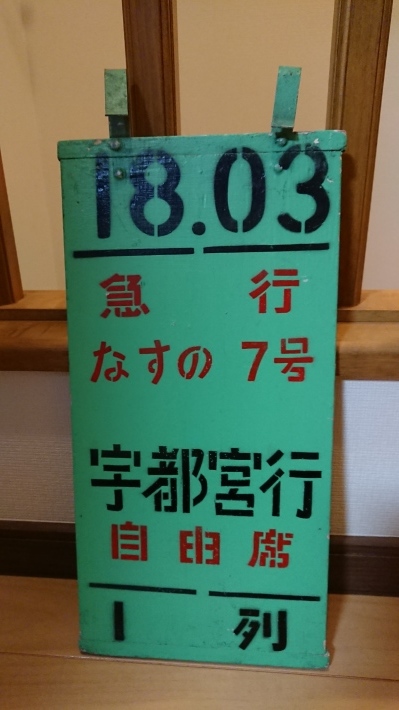 18.03
急行
なすの 7号
宇都宮行
自由席
1列